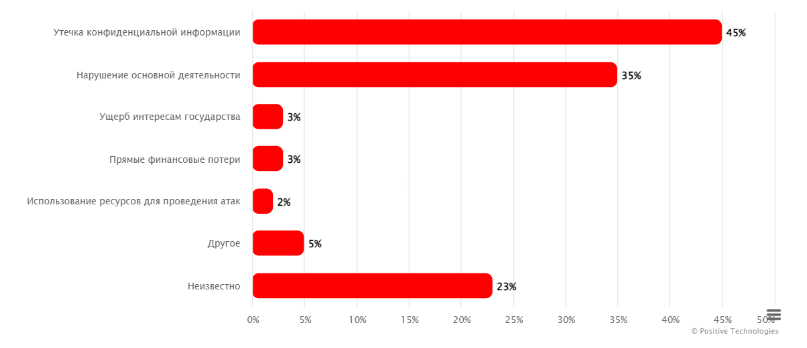 Утечка конфиденциальной информации 45%
Нарушение основной деятельности 35%
Ущерб интересам государства 3%
Прямые финансовые потери 3%
Использование ресурсов для проведения атак 2%
Другое 5%
Неизвестно 23%
0% 5% 10% 15% 20% 25% 30% 35% 40% 45% 50%
© Positive Technologies